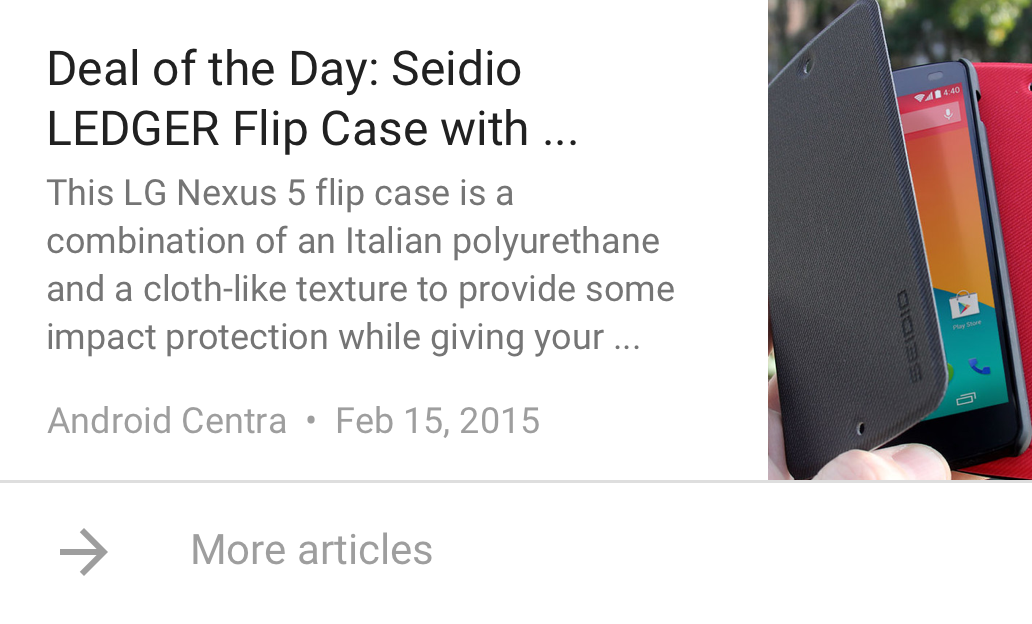 Deal of the Day: Seidio
LEDGER Flip Case with ...
This LG Nexus 5 flip case is a
combination of an Italian polyurethane
and a cloth-like texture to provide some
impact protection while giving your ...
Android Centra • Feb 15, 2015
4:40
Play Store
SEIDIO
More articles